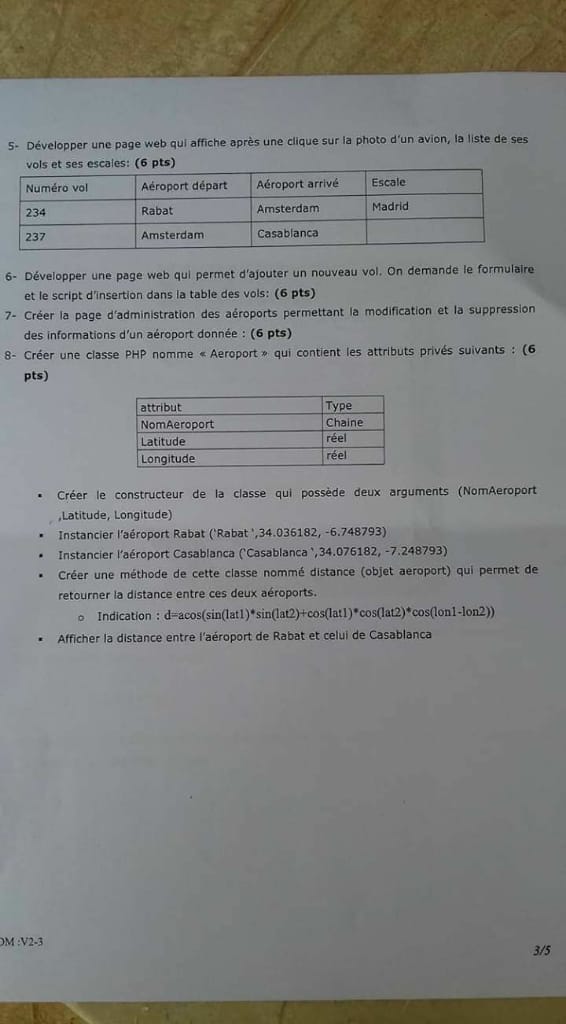 5- Développer une page web qui affiche après une clique sur la photo d'un avion, la liste de ses
vols et ses escales: (6 pts)
Numéro vol Aéroport départ Aéroport arrivé Escale
234 Rabat Amsterdam Madrid
237 Amsterdam Casablanca
6- Développer une page web qui permet d'ajouter un nouveau vol. On demande le formulaire
et le script d'insertion dans la table des vols: (6 pts)
7- Créer la page d'administration des aéroports permettant la modification et la suppression
des informations d'un aéroport donnée : (6 pts)
8- Créer une classe PHP nomme « Aeroport » qui contient les attributs privés suivants : (6
pts)
attribut Type
NomAeroport Chaine
Latitude réel
Longitude réel
▪ Créer le constructeur de la classe qui possède deux arguments (NomAeroport
,Latitude, Longitude)
▪ Instancier l'aéroport Rabat ('Rabat ',34.036182, -6.748793)
▪ Instancier l'aéroport Casablanca ('Casablanca ',34.076182, -7.248793)
▪ Créer une méthode de cette classe nommé distance (objet aeroport) qui permet de
retourner la distance entre ces deux aéroports.
o Indication : d=acos(sin(lat1)*sin(lat2)+cos(lat1)*cos(lat2)*cos(lon1-lon2))
▪ Afficher la distance entre l'aéroport de Rabat et celui de Casablanca
OM :V2-3
3/5